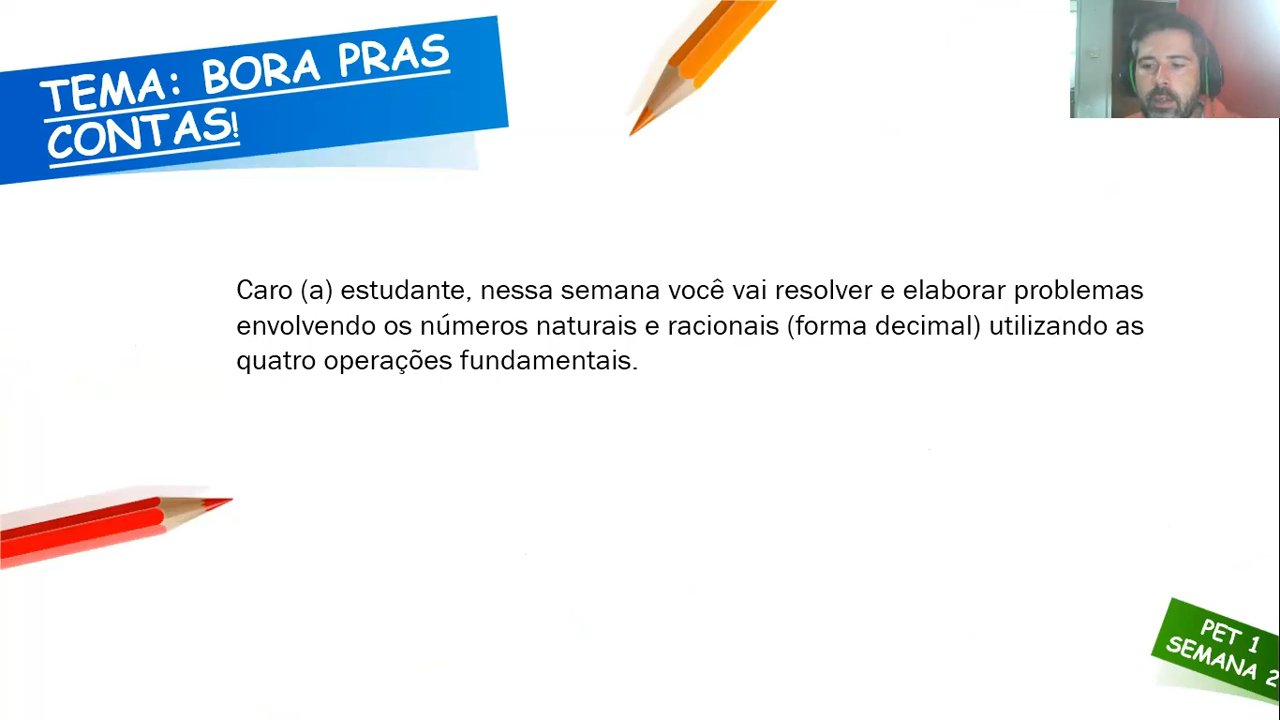 TEMA: BORA PRAS
CONTAS!
Caro (a) estudante, nessa semana você vai resolver e elaborar problemas
envolvendo os números naturais e racionais (forma decimal) utilizando as
quatro operações fundamentais.
PET 1
SEMANA 2